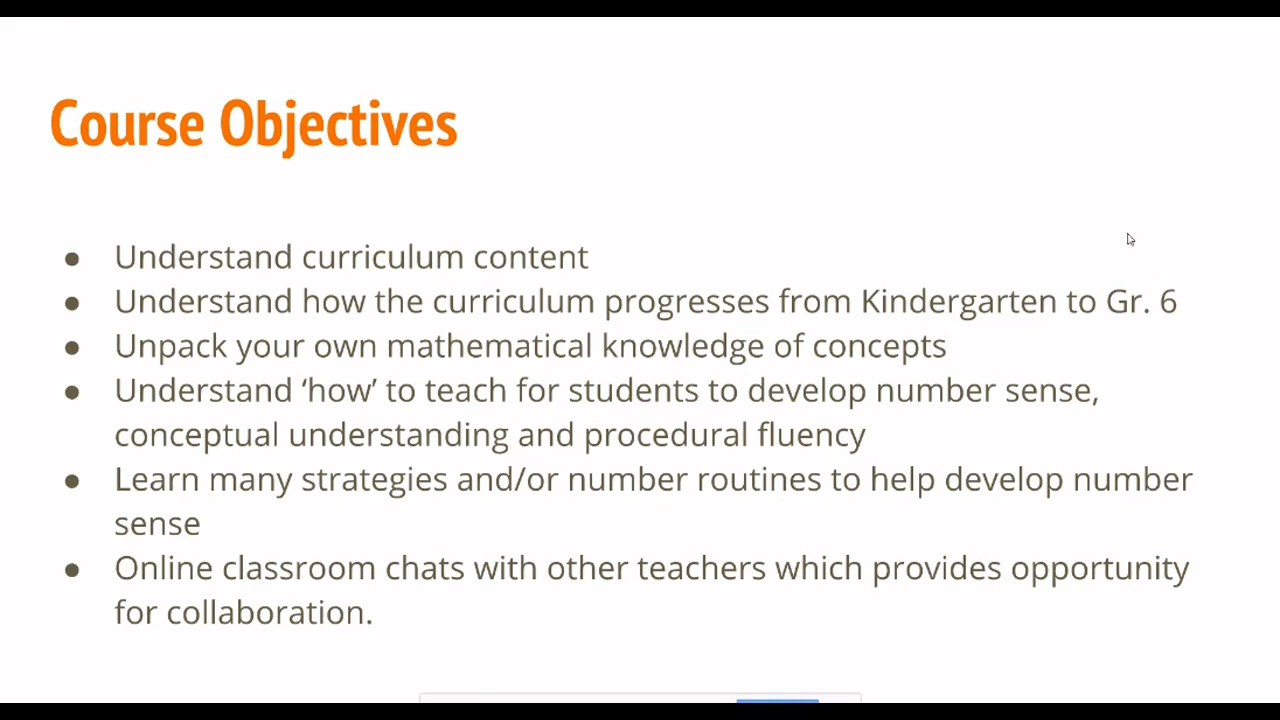 Course Objectives
● Understand curriculum content
● Understand how the curriculum progresses from Kindergarten to Gr. 6
● Unpack your own mathematical knowledge of concepts
● Understand ‘how’ to teach for students to develop number sense,
conceptual understanding and procedural fluency
● Learn many strategies and/or number routines to help develop number
sense
● Online classroom chats with other teachers which provides opportunity
for collaboration.